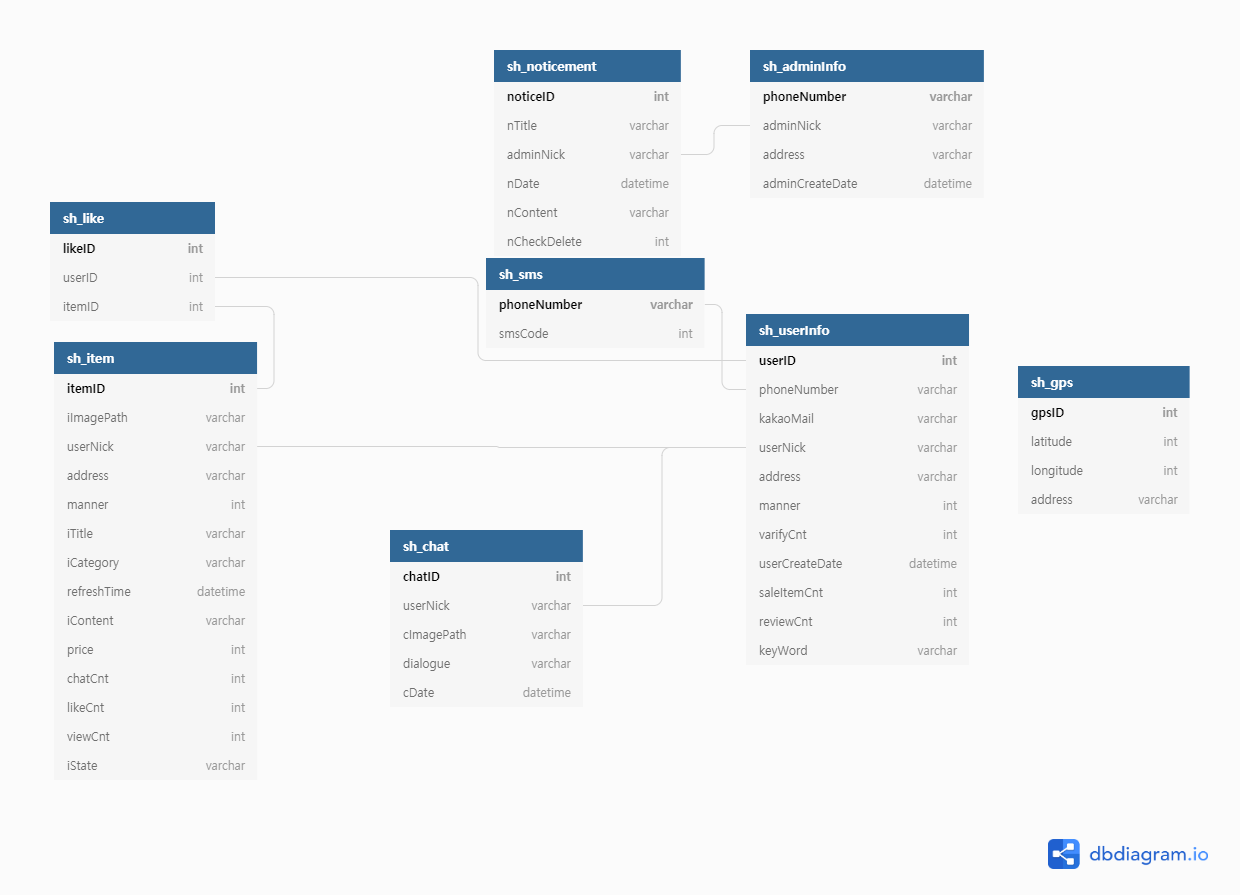 sh_noticement
noticeID int
nTitle varchar
adminNick varchar
nDate datetime
nContent varchar
nCheckDelete int
sh_adminInfo
phoneNumber varchar
adminNick varchar
address varchar
adminCreateDate datetime
sh_like
likeID int
userID int
itemID int
sh_sms
phoneNumber varchar
smsCode int
sh_userInfo
userID int
phoneNumber varchar
kakaoMail varchar
userNick varchar
address varchar
manner int
varifyCnt int
userCreateDate datetime
saleItemCnt int
reviewCnt int
keyWord varchar
sh_item
itemID int
iImagePath varchar
userNick varchar
address varchar
manner int
iTitle varchar
iCategory varchar
refreshTime datetime
iContent varchar
price int
chatCnt int
likeCnt int
viewCnt int
iState varchar
sh_gps
gpsID int
latitude int
longitude int
address varchar
sh_chat
chatID int
userNick varchar
cImagePath varchar
dialogue varchar
cDate datetime
dbdiagram.io